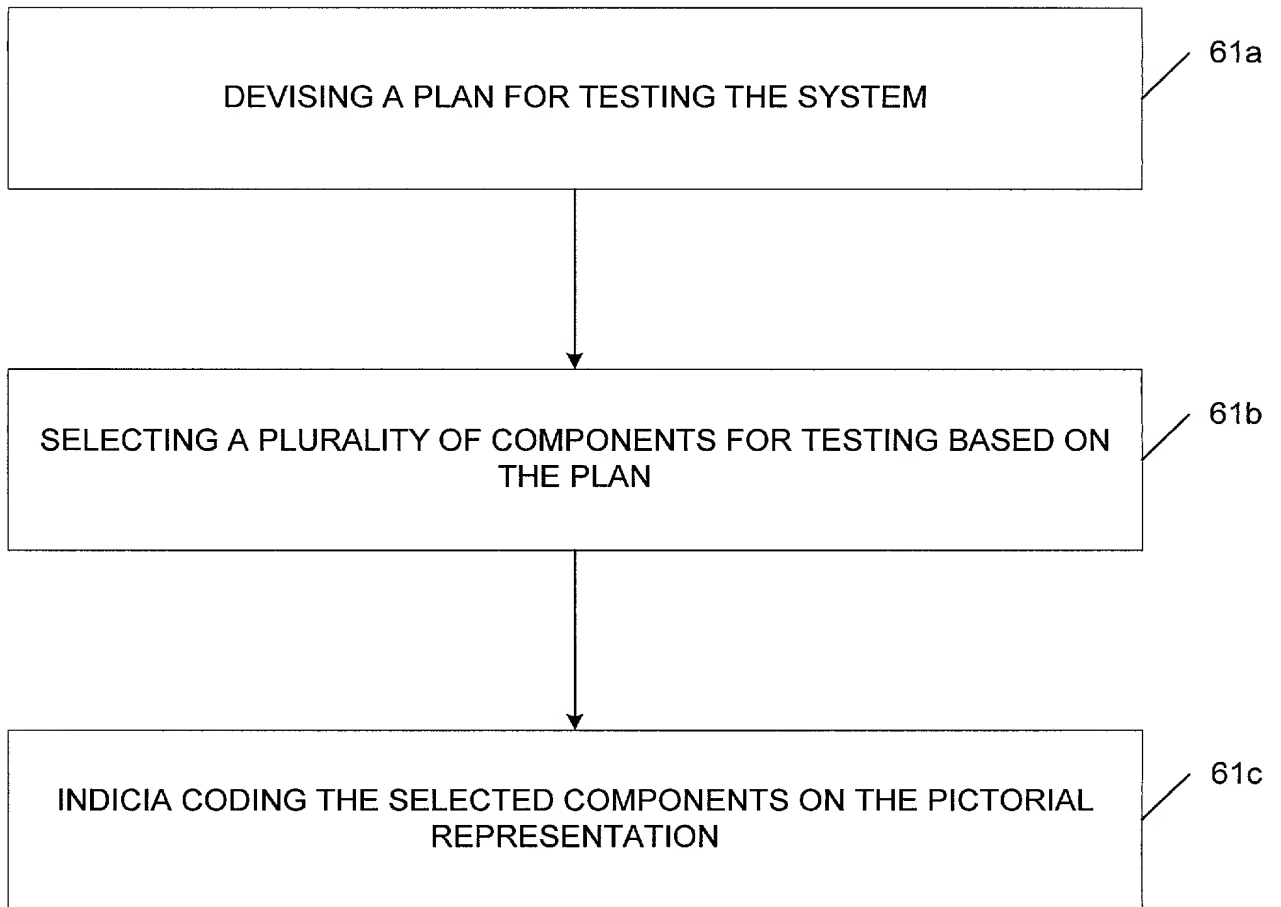 DEVISING A PLAN FOR TESTING THE SYSTEM
61a
SELECTING A PLURALITY OF COMPONENTS FOR TESTING BASED ON
THE PLAN
61b
INDICIA CODING THE SELECTED COMPONENTS ON THE PICTORIAL
REPRESENTATION
61c